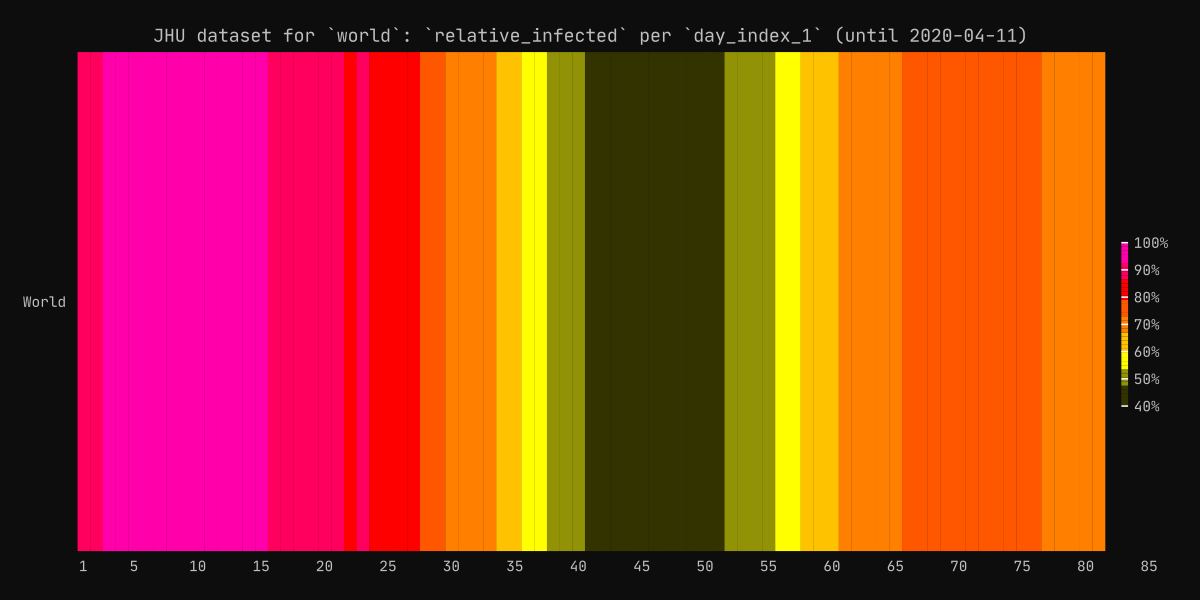 JHU dataset for `world`: `relative_infected` per `day_index_1` (until 2020-04-11)
100%
90%
80%
World
70%
60%
50%
40%
1 5 10 15 20 25 30 35 40 45 50 55 60 65 70 75 80 85